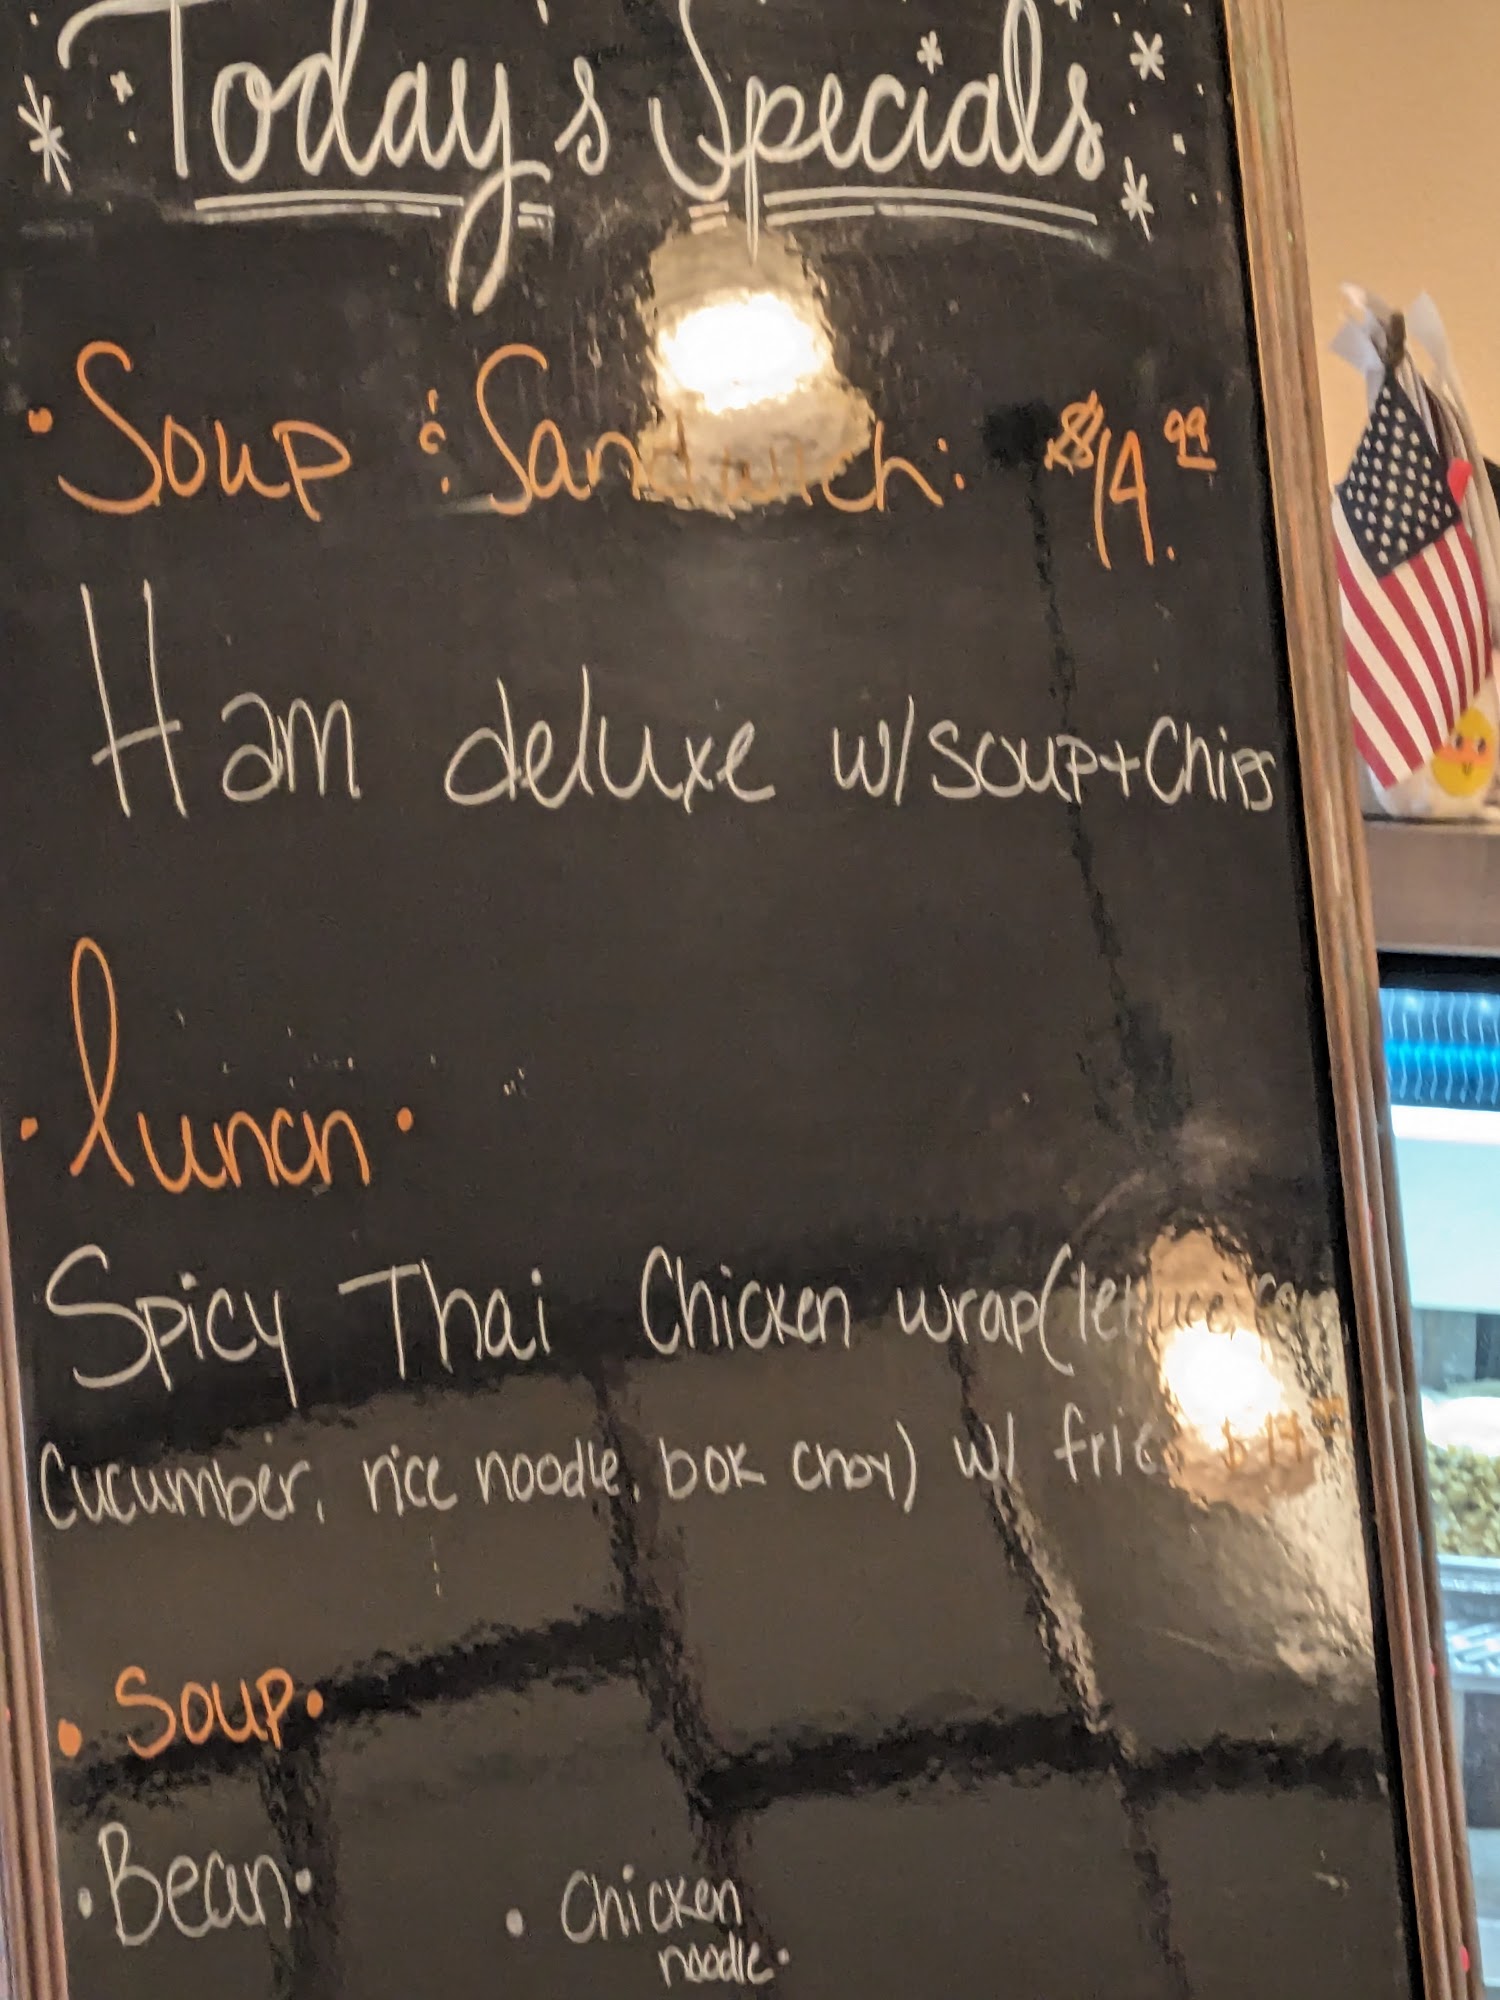 Today's Specials
• Soup & Sandwich: $14.99
Ham deluxe w/soup+Chips
• lunch •
Spicy Thai Chicken wrap(lettuce,
Cucumber, rice noodle, bok choy) w/
• Soup •
• Bean • • Chicken
noodle •